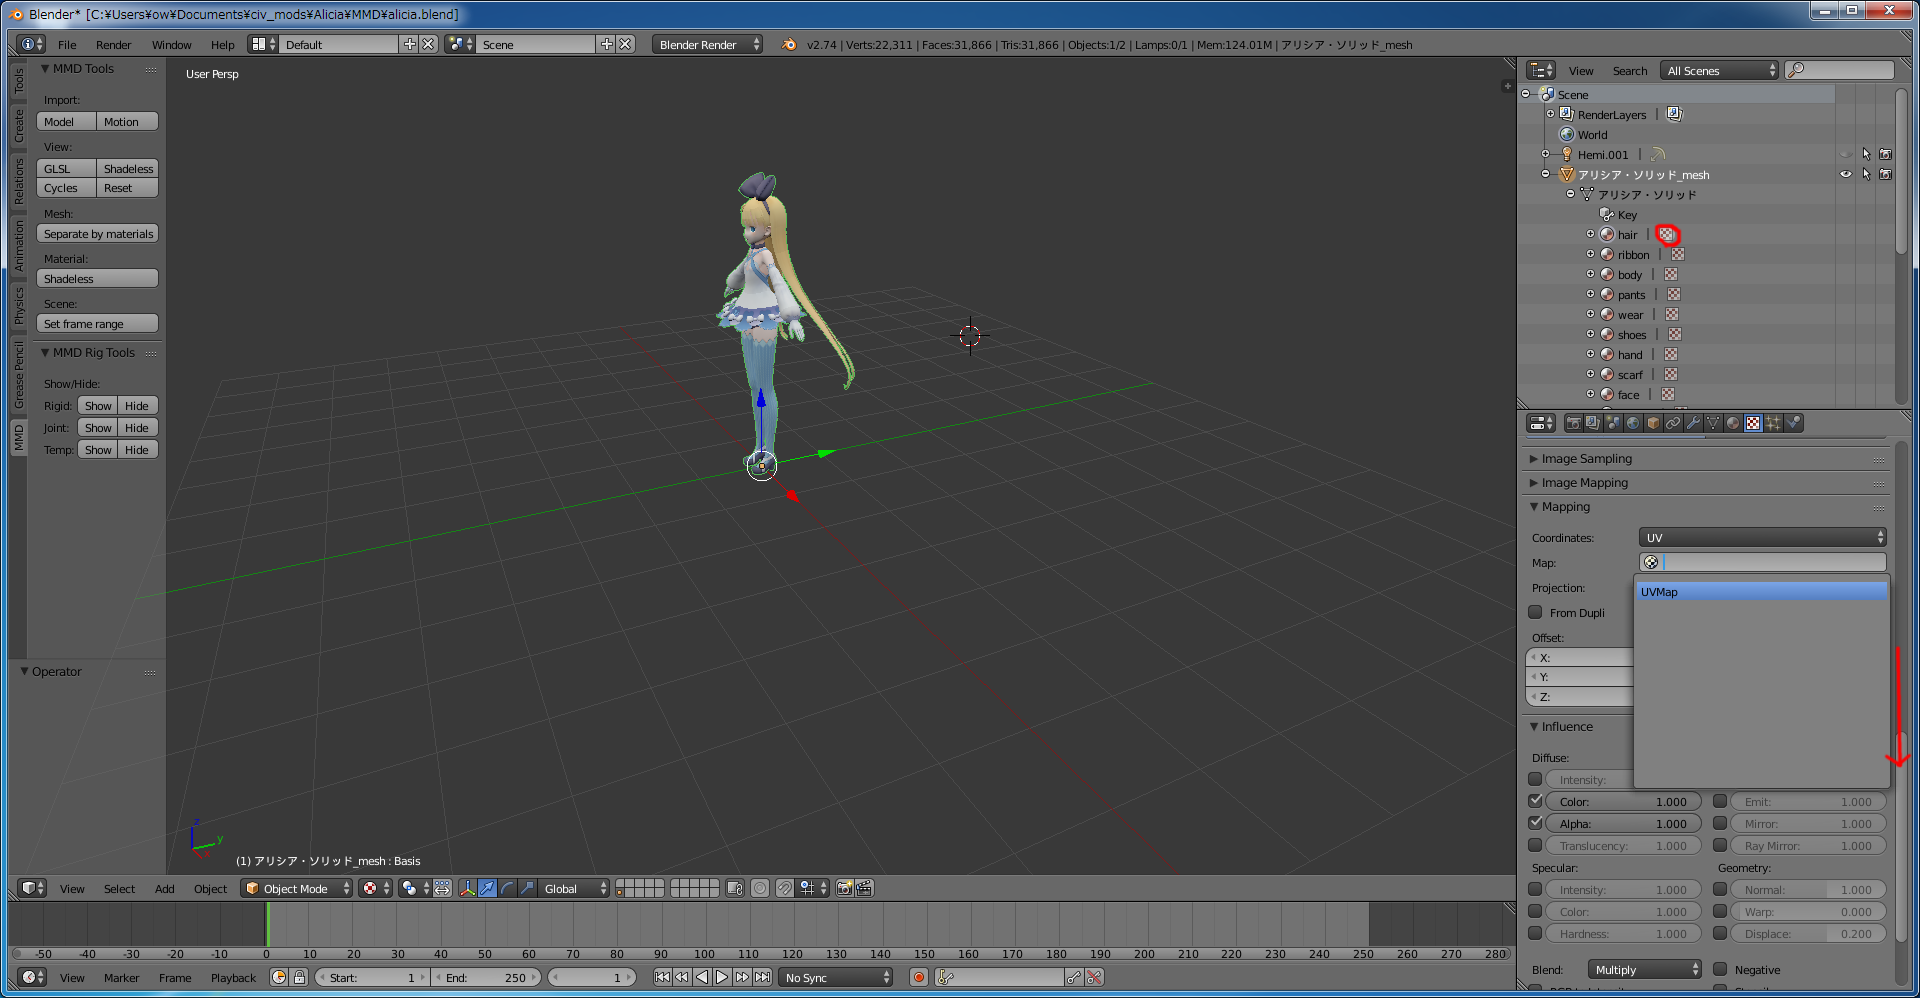 Blender* [C:¥Users¥ow¥Documents¥civ_mods¥Alicia¥MMD¥alicia.blend]
File Render Window Help Default Scene Blender Render v2.74 | Verts:22,311 | Faces:31,866 | Tris:31,866 | Objects:1/2 | Lamps:0/1 | Mem:124.01M | アリシア・ソリッド_mesh
Tools
Create
Relations
Animation
Physics
Grease Pencil
MMD
MMD Tools
Import:
Model Motion
View:
GLSL Shadeless
Cycles Reset
Mesh:
Separate by materials
Material:
Shadeless
Scene:
Set frame range
MMD Rig Tools
Show/Hide:
Rigid: Show Hide
Joint: Show Hide
Temp: Show Hide
Operator
User Persp
z
y
x
(1) アリシア・ソリッド_mesh : Basis
View Select Add Object Object Mode Global
-50 -40 -30 -20 -10 0 10 20 30 40 50 60 70 80 90 100 110 120 130 140 150 160 170 180 190 200 210 220 230 240 250 260 270 280
View Marker Frame Playback Start: 1 End: 250 1 No Sync
View Search All Scenes
Scene
RenderLayers |
World
Hemi.001 |
アリシア・ソリッド_mesh
アリシア・ソリッド
Key
hair |
ribbon |
body |
pants |
wear |
shoes |
hand |
scarf |
face |
Image Sampling
Image Mapping
Mapping
Coordinates: UV
Map:
UVMap
Projection:
From Dupli
Offset:
X:
Y:
Z:
Influence
Diffuse:
Intensity:
Color: 1.000 Emit: 1.000
Alpha: 1.000 Mirror: 1.000
Translucency: 1.000 Ray Mirror: 1.000
Specular: Geometry:
Intensity: 1.000 Normal: 1.000
Color: 1.000 Warp: 0.000
Hardness: 1.000 Displace: 0.200
Blend: Multiply Negative